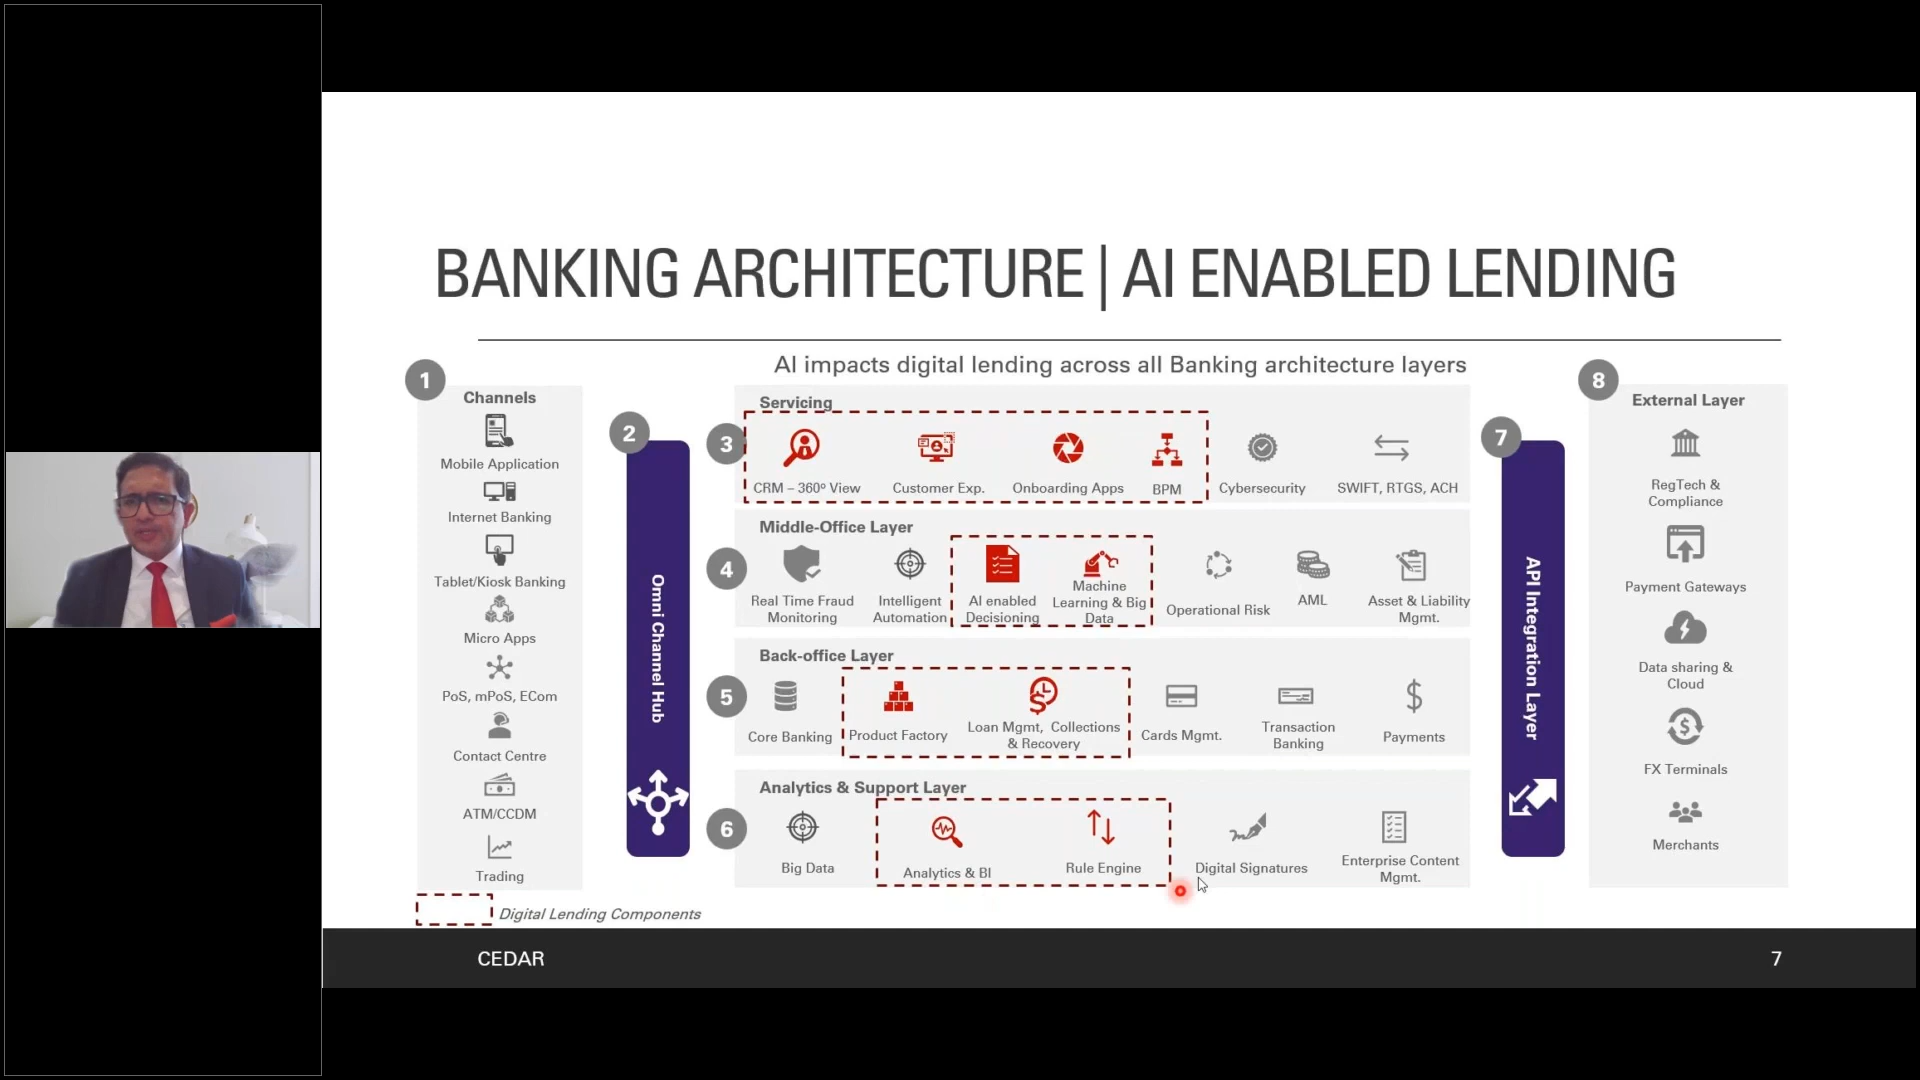 BANKING ARCHITECTURE | AI ENABLED LENDING
AI impacts digital lending across all Banking architecture layers
1
Channels
Mobile Application
Internet Banking
Tablet/Kiosk Banking
Micro Apps
PoS, mPoS, ECom
Contact Centre
ATM/CCDM
Trading
2
Omni Channel Hub
3
Servicing
CRM – 360º View
Customer Exp.
Onboarding Apps
BPM
Cybersecurity
SWIFT, RTGS, ACH
4
Middle-Office Layer
Real Time Fraud
Monitoring
Intelligent
Automation
AI enabled
Decisioning
Machine
Learning & Big
Data
Operational Risk
AML
Asset & Liability
Mgmt.
5
Back-office Layer
Core Banking
Product Factory
Loan Mgmt, Collections
& Recovery
Cards Mgmt.
Transaction
Banking
Payments
6
Analytics & Support Layer
Big Data
Analytics & BI
Rule Engine
Digital Signatures
Enterprise Content
Mgmt.
7
API Integration Layer
8
External Layer
RegTech &
Compliance
Payment Gateways
Data sharing &
Cloud
FX Terminals
Merchants
Digital Lending Components
CEDAR
7